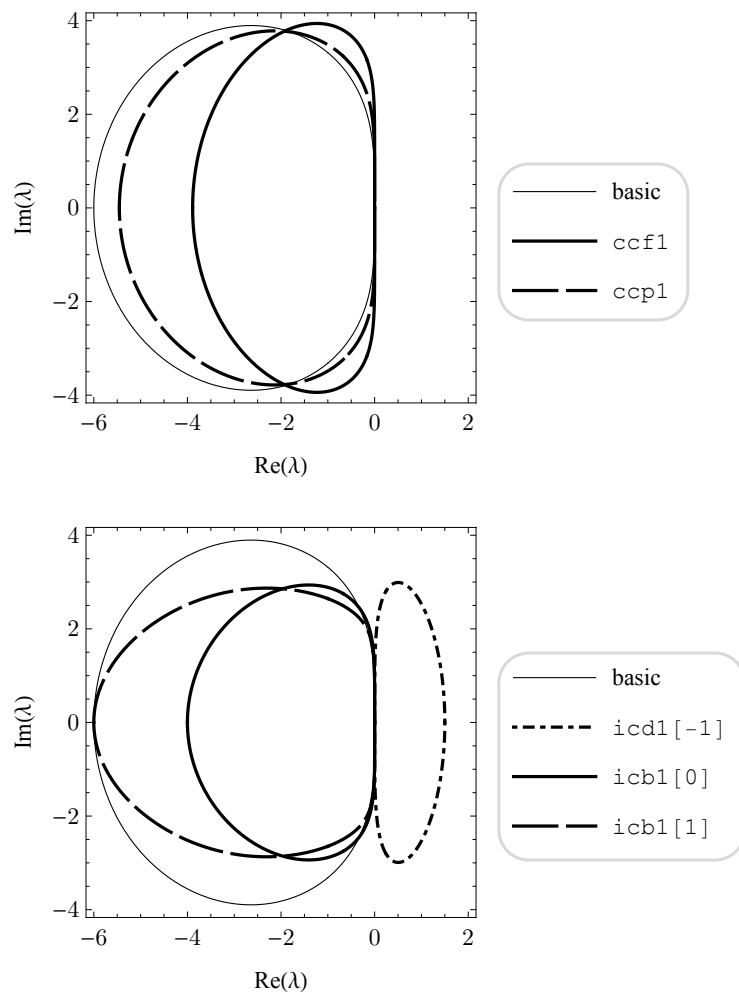 4
2
0
−2
−4
−6
−4
−2
0
2
Im(λ)
Re(λ)
basic
ccf1
ccp1
4
2
0
−2
−4
−6
−4
−2
0
2
Im(λ)
Re(λ)
basic
icd1[-1]
icb1[0]
icb1[1]